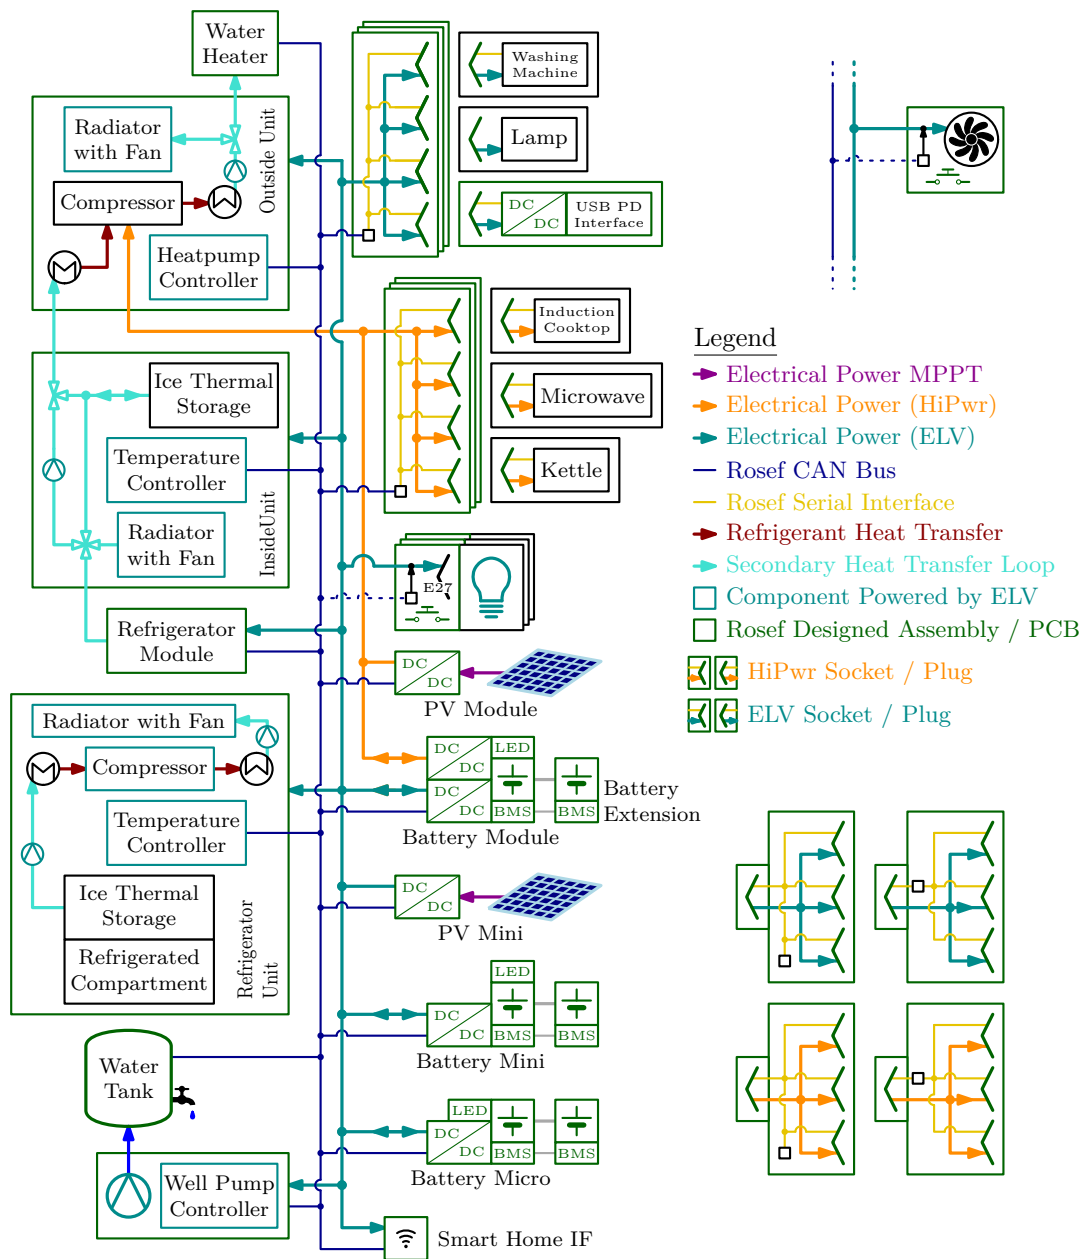 Water
Heater
Radiator
with Fan
Outside Unit
Compressor
Heatpump
Controller
Washing
Machine
Lamp
DC
DC
USB PD
Interface
Induction
Cooktop
Microwave
Kettle
Ice Thermal
Storage
Temperature
Controller
Radiator
with Fan
InsideUnit
E27
Refrigerator
Module
DC
DC
PV Module
Radiator with Fan
Compressor
Temperature
Controller
Ice Thermal
Storage
Refrigerated
Compartment
Refrigerator
Unit
DC
DC
DC
DC
LED
BMS
BMS
Battery Module
Battery
Extension
DC
DC
PV Mini
LED
DC
DC
BMS
BMS
Battery Mini
Water
Tank
LED
DC
DC
BMS
BMS
Battery Micro
Well Pump
Controller
Smart Home IF
Legend
Electrical Power MPPT
Electrical Power (HiPwr)
Electrical Power (ELV)
Rosef CAN Bus
Rosef Serial Interface
Refrigerant Heat Transfer
Secondary Heat Transfer Loop
Component Powered by ELV
Rosef Designed Assembly / PCB
HiPwr Socket / Plug
ELV Socket / Plug